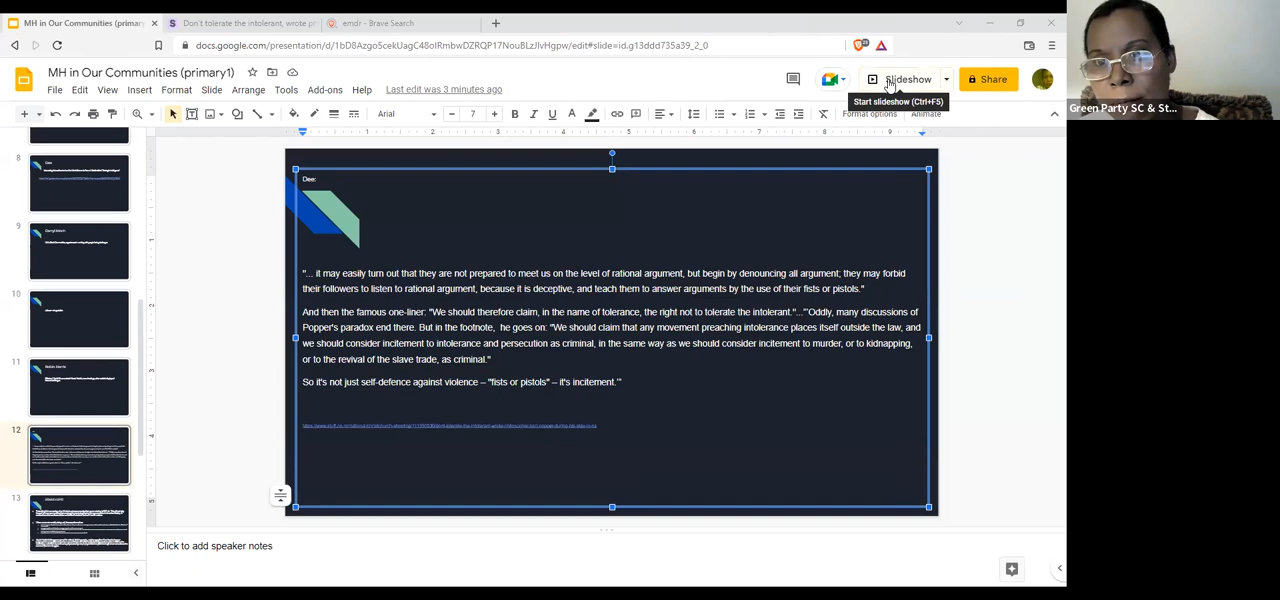 MH in Our Communities (primary
Don't tolerate the intolerant, wrote pr
emdr - Brave Search
docs.google.com/presentation/d/1bD8Azgo5cekUagC48oIRmbwDZRQP17NouBLzJlvHgpw/edit#slide=id.g13ddd735a39_2_0
MH in Our Communities (primary1)
File Edit View Insert Format Slide Arrange Tools Add-ons Help Last edit was 3 minutes ago
Slideshow
Share
Start slideshow (Ctrl+F5)
Green Party SC & St...
Arial
7
Format options
Animate
8
9
10
11
12
13
Dee:
"... it may easily turn out that they are not prepared to meet us on the level of rational argument, but begin by denouncing all argument; they may forbid
their followers to listen to rational argument, because it is deceptive, and teach them to answer arguments by the use of their fists or pistols."
And then the famous one-liner: "We should therefore claim, in the name of tolerance, the right not to tolerate the intolerant."..."Oddly, many discussions of
Popper's paradox end there. But in the footnote, he goes on: "We should claim that any movement preaching intolerance places itself outside the law, and
we should consider incitement to intolerance and persecution as criminal, in the same way as we should consider incitement to murder, or to kidnapping,
or to the revival of the slave trade, as criminal."
So it's not just self-defence against violence – "fists or pistols" – it's incitement.'"
Click to add speaker notes